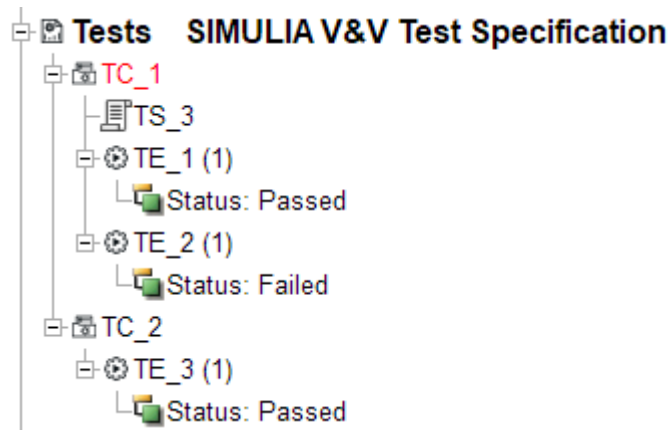 Tests SIMULIA V&V Test Specification
TC_1
TS_3
TE_1 (1)
Status: Passed
TE_2 (1)
Status: Failed
TC_2
TE_3 (1)
Status: Passed